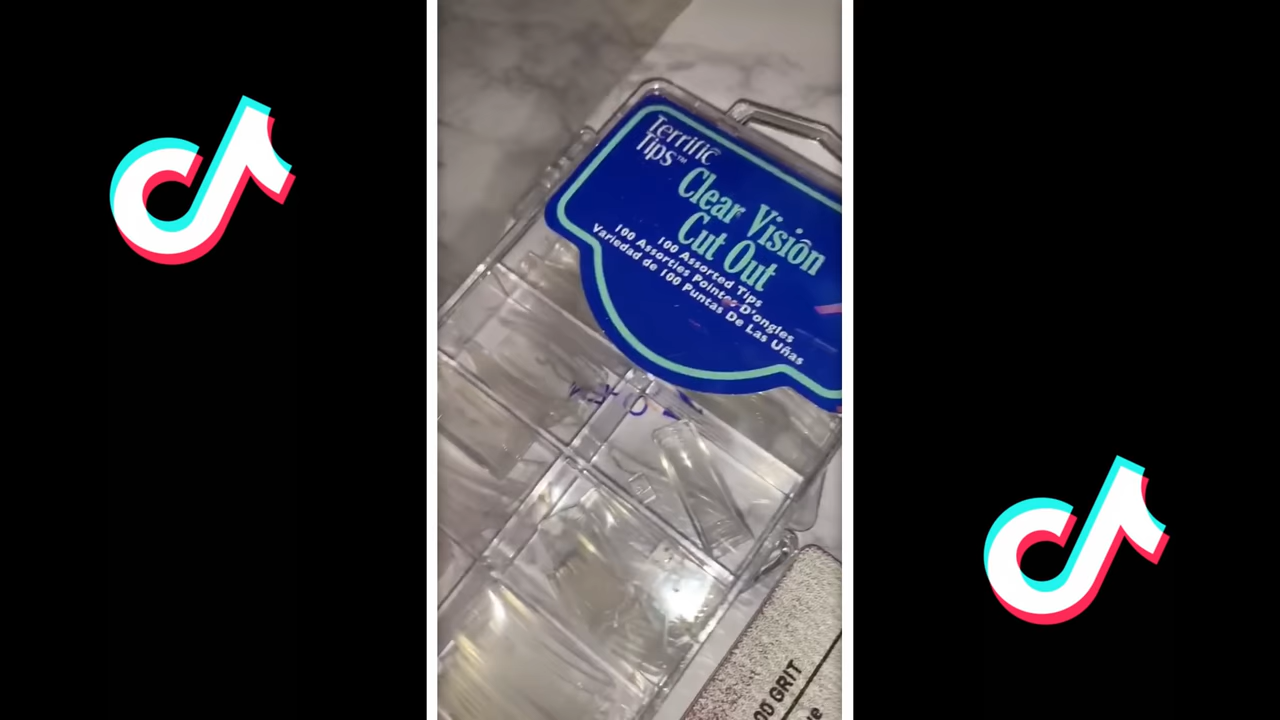 Terrific
Tips™
Clear Vision
Cut Out
100 Assorted Tips
100 Assorties Pointes D'ongles
Variedad de 100 Puntas De Las Uñas
GRIT